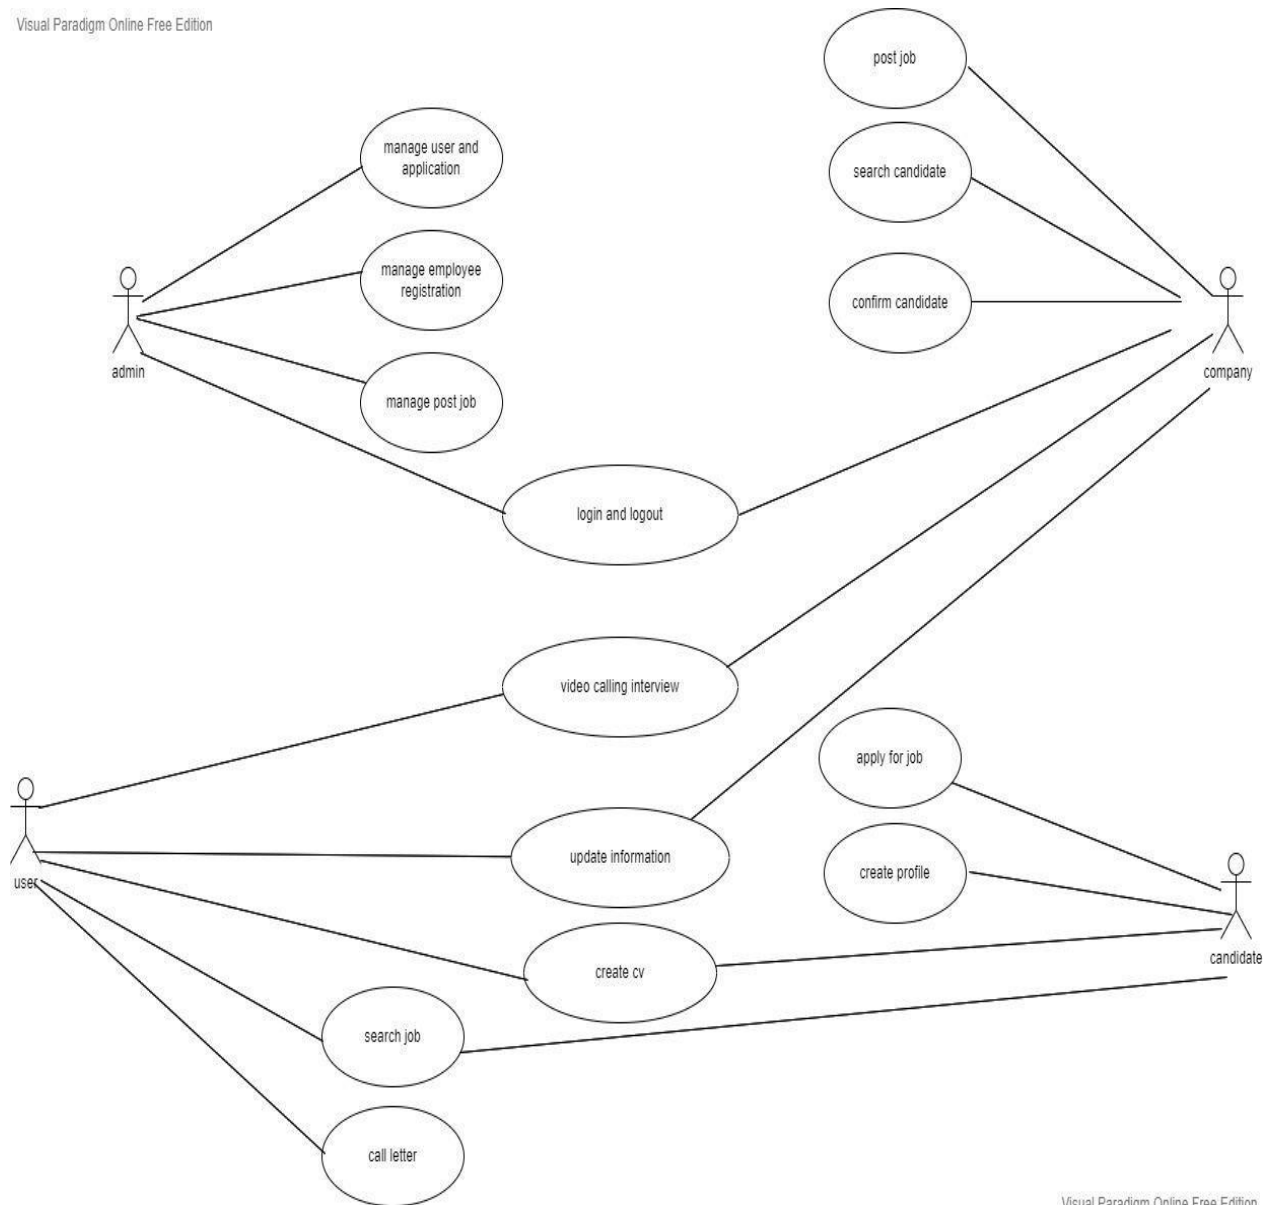 Visual Paradigm Online Free Edition
post job
manage user and
application
search candidate
manage employee
registration
confirm candidate
admin
company
manage post job
login and logout
video calling interview
apply for job
update information
create profile
user
candidate
create cv
search job
call letter
Visual Paradigm Online Free Edition